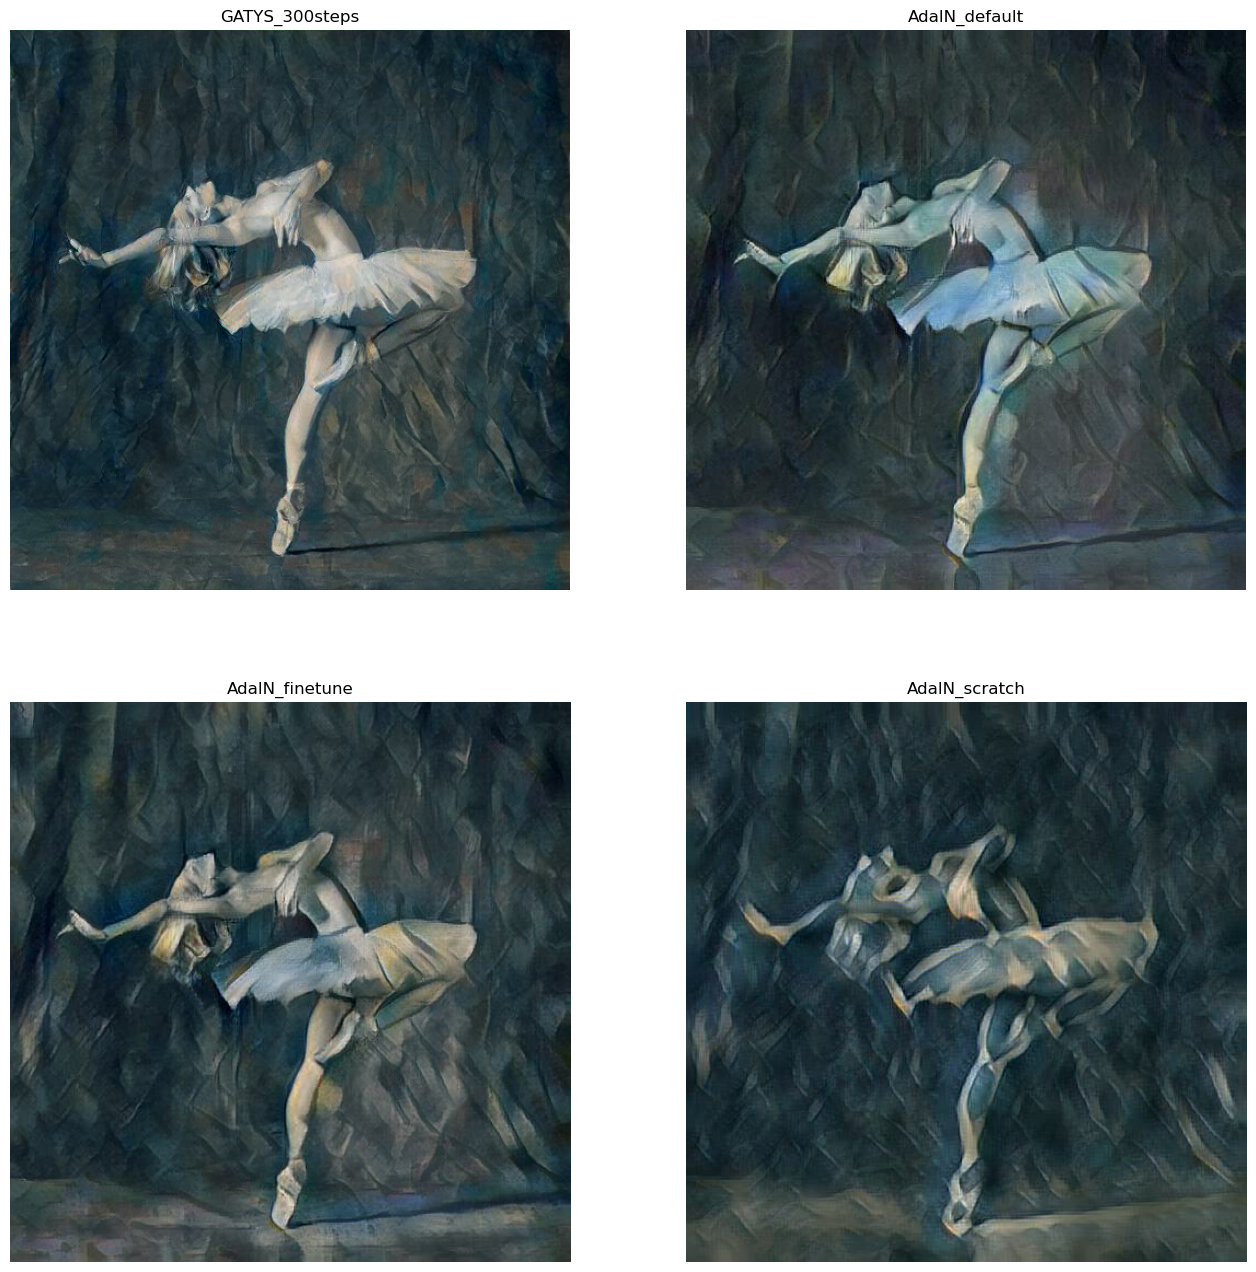 GATYS_300steps
AdaIN_default
AdaIN_finetune
AdaIN_scratch